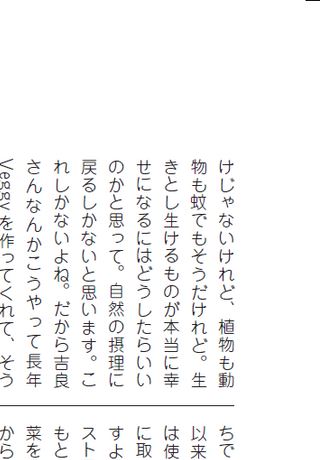 けじゃないけれど、植物も動
物も蚊でもそうだけれど。生
きとし生けるものが本当に幸
せになるにはどうしたらいい
のかと思って。自然の摂理に
戻るしかないと思います。こ
れしかないよね。だから吉良
さんなんかこうやって長年
Veggy を作ってくれて、そう
ちで
以来
は使
に取
すよ
スト
もと
菜を
から